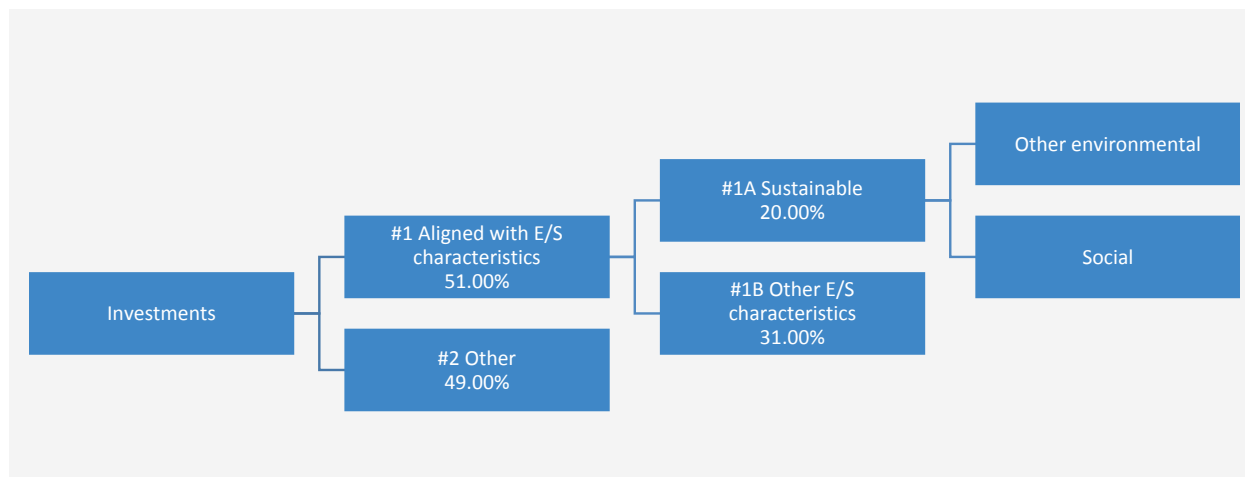 Investments
#1 Aligned with E/S
characteristics
51.00%
#2 Other
49.00%
#1A Sustainable
20.00%
#1B Other E/S
characteristics
31.00%
Other environmental
Social